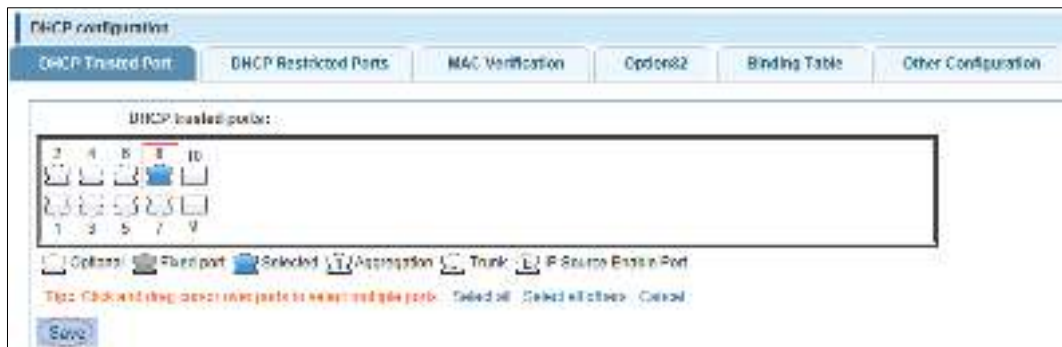 DHCP configuration
DHCP Trusted Port DHCP Restricted Ports MAC Verification Option82 Binding Table Other Configuration
DHCP trusted ports:
2 4 6 8 10
1 3 5 7 9
Optional Fixed port Selected 1 Aggregation Trunk IP Source Enable Port
Tips: Click and drag cursor over ports to select multiple ports Select all Select all others Cancel
Save